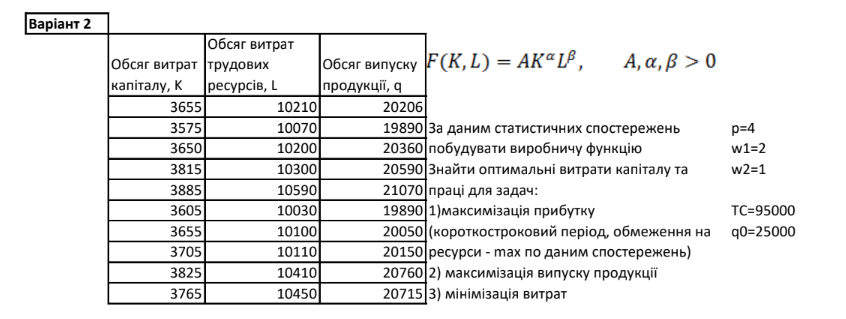 Варіант 2
Обсяг витрат капіталу, K
Обсяг витрат трудових ресурсів, L
Обсяг випуску продукції, q
F(K, L) = AK^α L^β, A, α, β > 0
3655 10210 20206
3575 10070 19890 За даним статистичних спостережень p=4
3650 10200 20360 побудувати виробничу функцію w1=2
3815 10300 20590 Знайти оптимальні витрати капіталу та w2=1
3885 10590 21070 праці для задач:
3605 10030 19890 1)максимізація прибутку TC=95000
3655 10100 20050 (короткостроковий період, обмеження на q0=25000
3705 10110 20150 ресурси - max по даним спостережень)
3825 10410 20760 2) максимізація випуску продукції
3765 10450 20715 3) мінімізація витрат